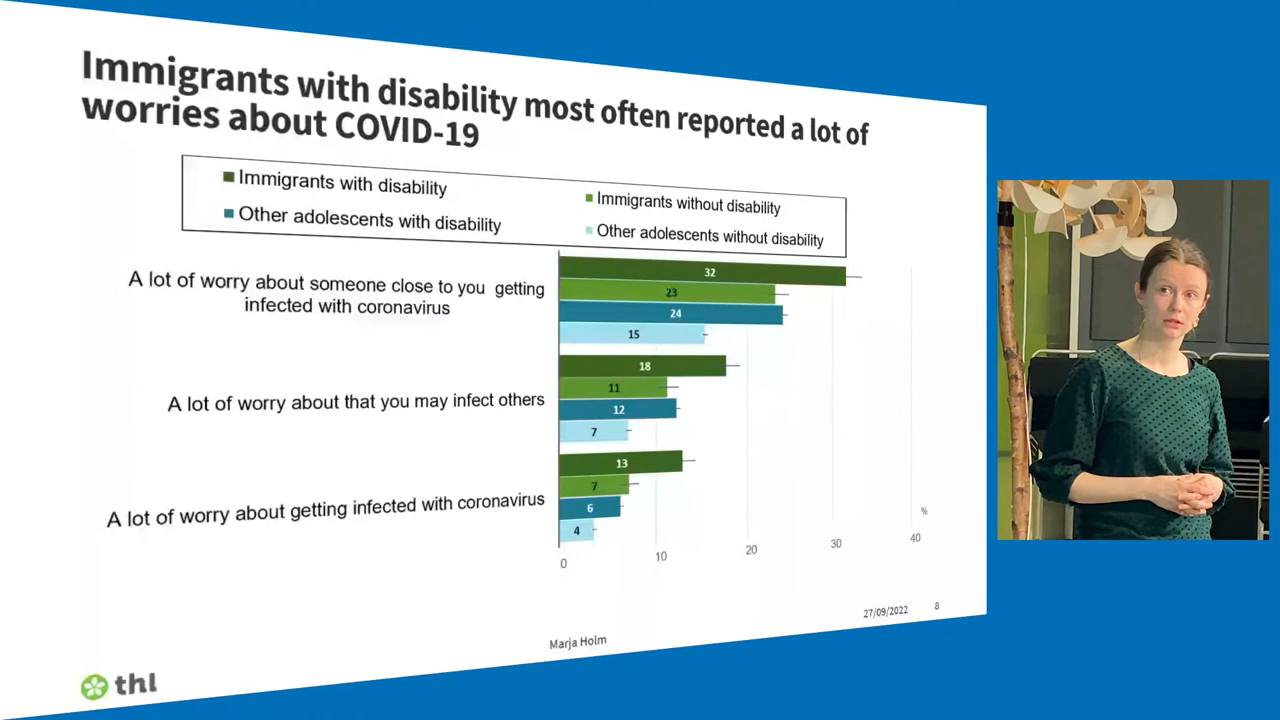 Immigrants with disability most often reported a lot of
worries about COVID-19
Immigrants with disability
Immigrants without disability
Other adolescents with disability
Other adolescents without disability
A lot of worry about someone close to you getting
infected with coronavirus
32
23
24
15
A lot of worry about that you may infect others
18
11
12
7
A lot of worry about getting infected with coronavirus
13
7
6
4
%
0
10
20
30
40
27/09/2022
8
Marja Holm
thl